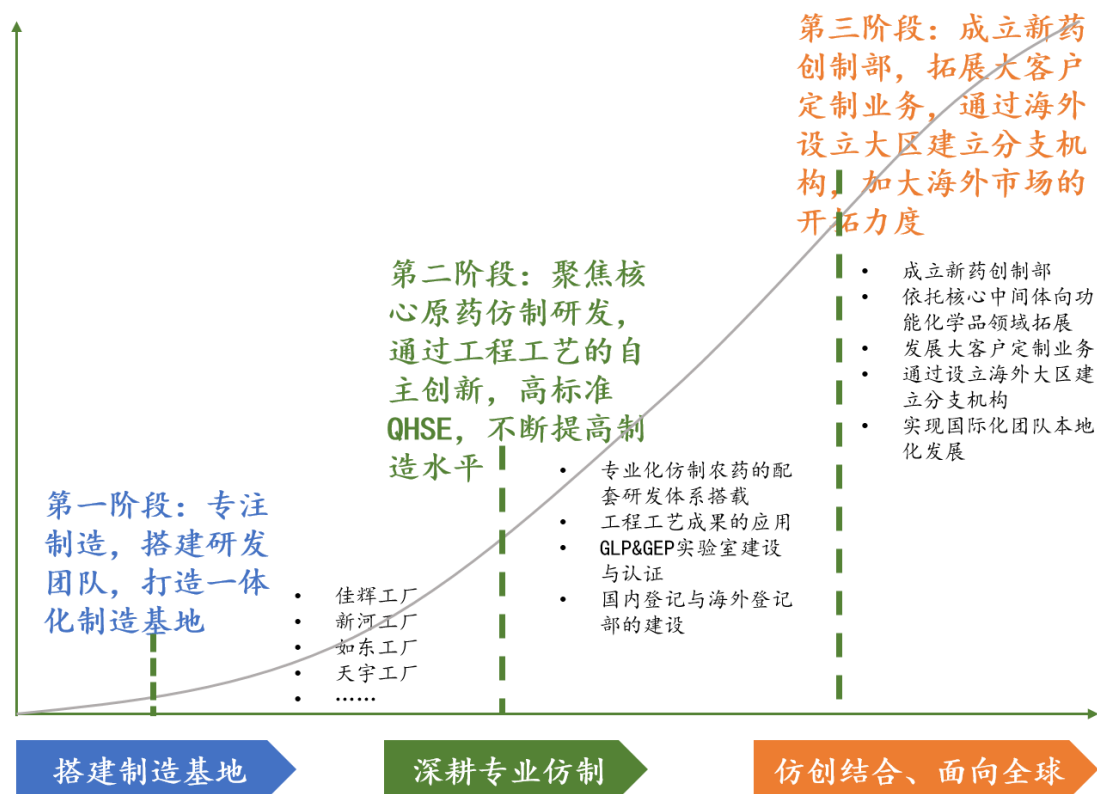 第三阶段：成立新药
创制部，拓展大客户
定制业务，通过海外
设立大区建立分支机
构，加大海外市场的
开拓力度
• 成立新药创制部
• 依托核心中间体向功
能化学品领域拓展
• 发展大客户定制业务
• 通过设立海外大区建
立分支机构
• 实现国际化团队本地
化发展
第二阶段：聚焦核
心原药仿制研发，
通过工程工艺的自
主创新，高标准
QHSE，不断提高制
造水平
• 专业化仿制农药的配
套研发体系搭载
• 工程工艺成果的应用
• GLP&GEP实验室建设
与认证
• 国内登记与海外登记
部的建设
第一阶段：专注
制造，搭建研发
团队，打造一体
化制造基地
• 佳辉工厂
• 新河工厂
• 如东工厂
• 天宇工厂
• ……
搭建制造基地
深耕专业仿制
仿创结合、面向全球